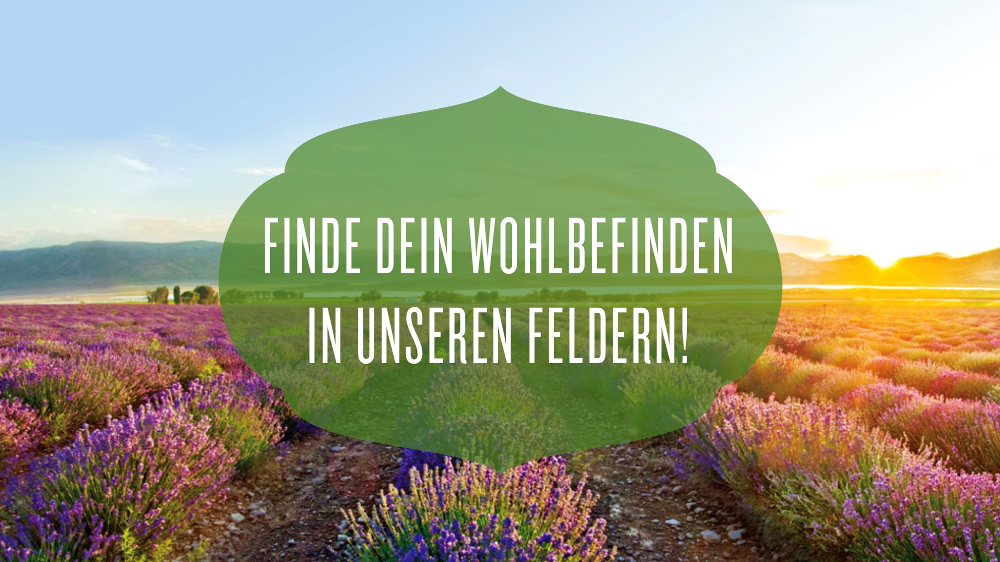 FINDE DEIN WOHLBEFINDEN
IN UNSEREN FELDERN!